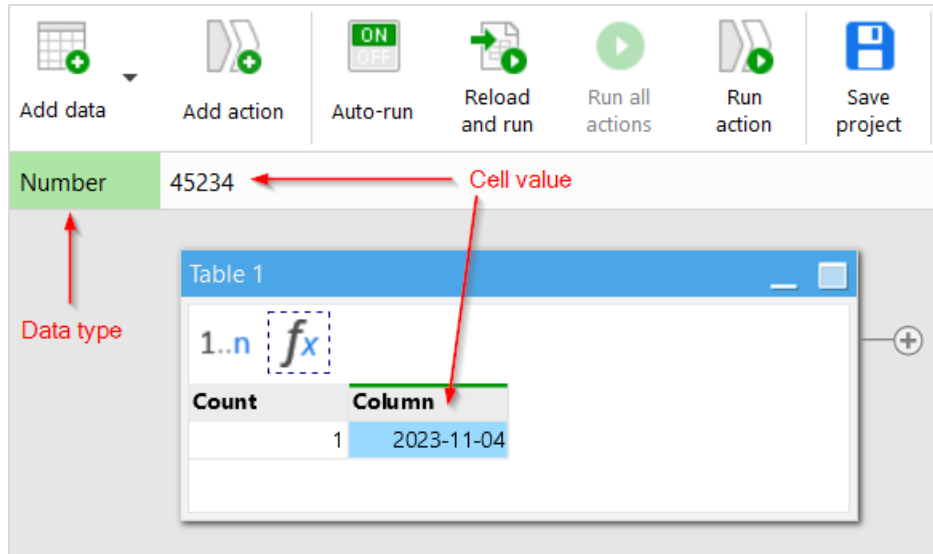 ON
OFF
Add data
Add action
Auto-run
Reload
and run
Run all
actions
Run
action
Save
project
Number
45234
Cell value
Data type
Table 1
1..n
fx
Count
Column
1
2023-11-04